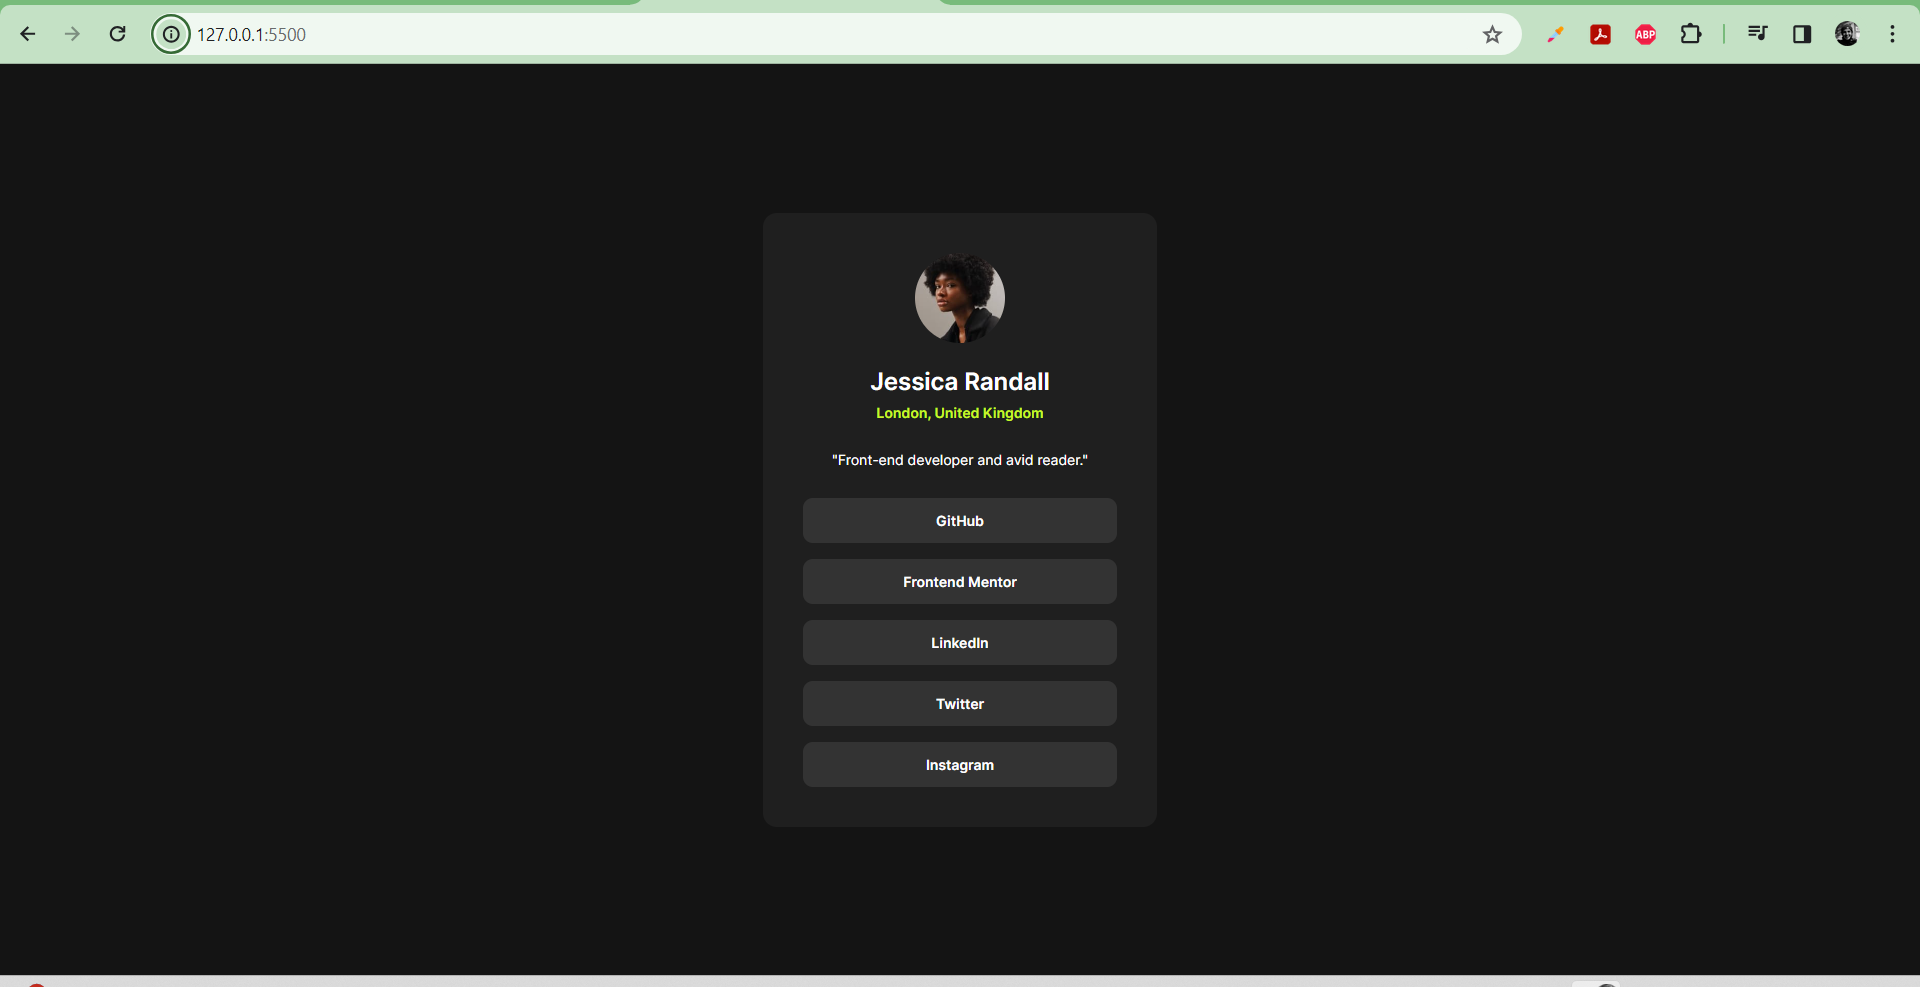 127.0.0.1:5500
ABP
Jessica Randall
London, United Kingdom
"Front-end developer and avid reader."
GitHub
Frontend Mentor
LinkedIn
Twitter
Instagram